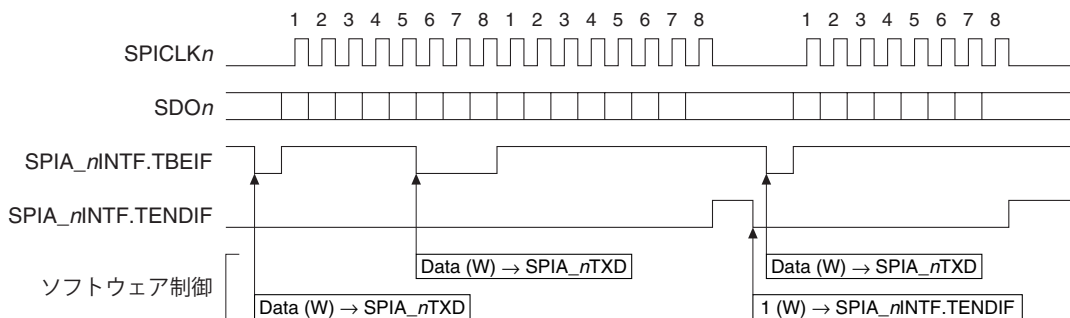 1 2 3 4 5 6 7 8 1 2 3 4 5 6 7 8 1 2 3 4 5 6 7 8
SPICLKn
SDOn
SPIA_nINTF.TBEIF
SPIA_nINTF.TENDIF
ソフトウェア制御
Data (W) → SPIA_nTXD
Data (W) → SPIA_nTXD
Data (W) → SPIA_nTXD
1 (W) → SPIA_nINTF.TENDIF